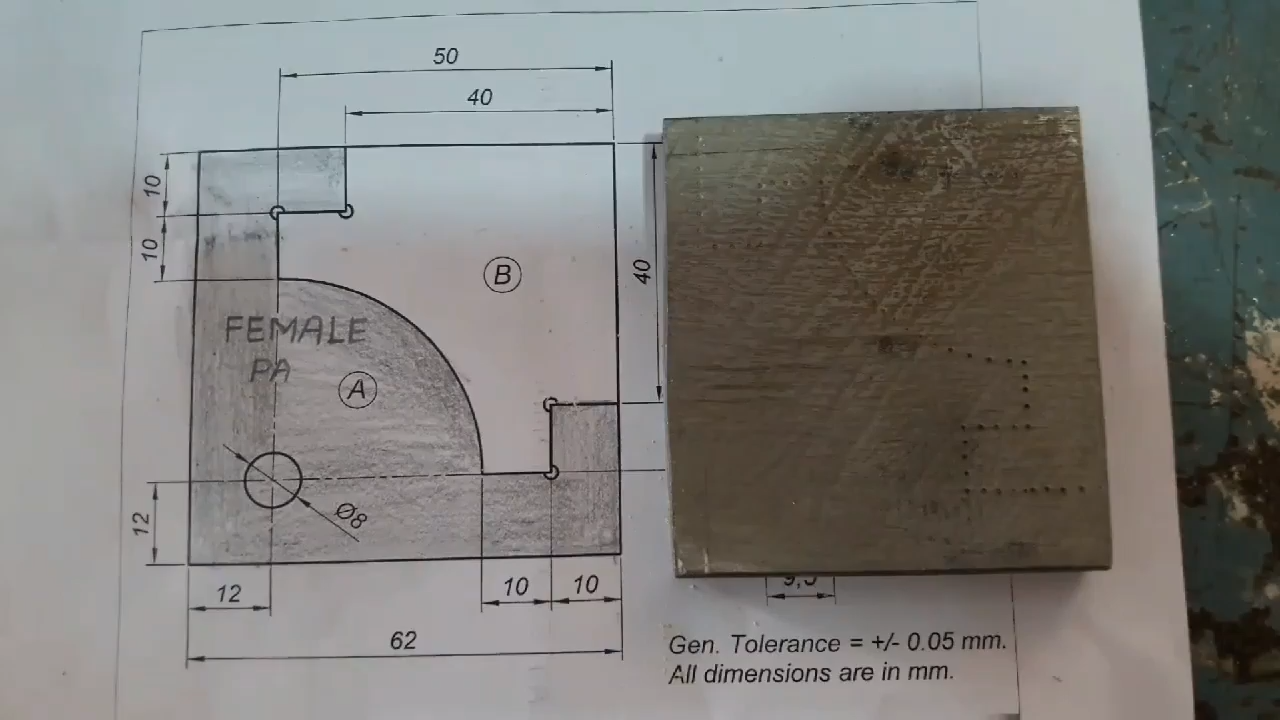 50
40
10
10
B
40
FEMALE
PA
A
Ø8
12
12
10
10
62
Gen. Tolerance = +/- 0.05 mm.
All dimensions are in mm.